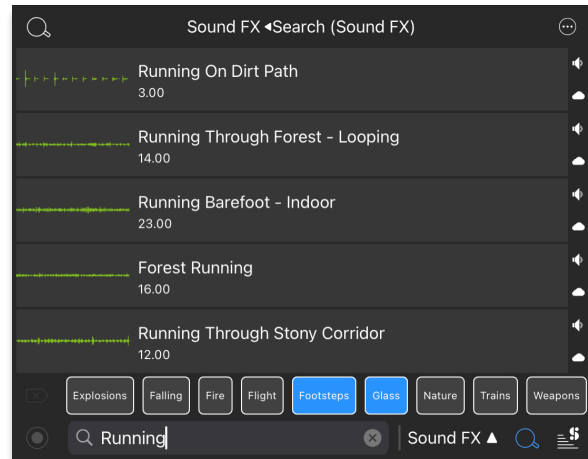 Sound FX ◂Search (Sound FX)
Running On Dirt Path
3.00
Running Through Forest - Looping
14.00
Running Barefoot - Indoor
23.00
Forest Running
16.00
Running Through Stony Corridor
12.00
Explosions Falling Fire Flight Footsteps Glass Nature Trains Weapons
Running Sound FX ▲